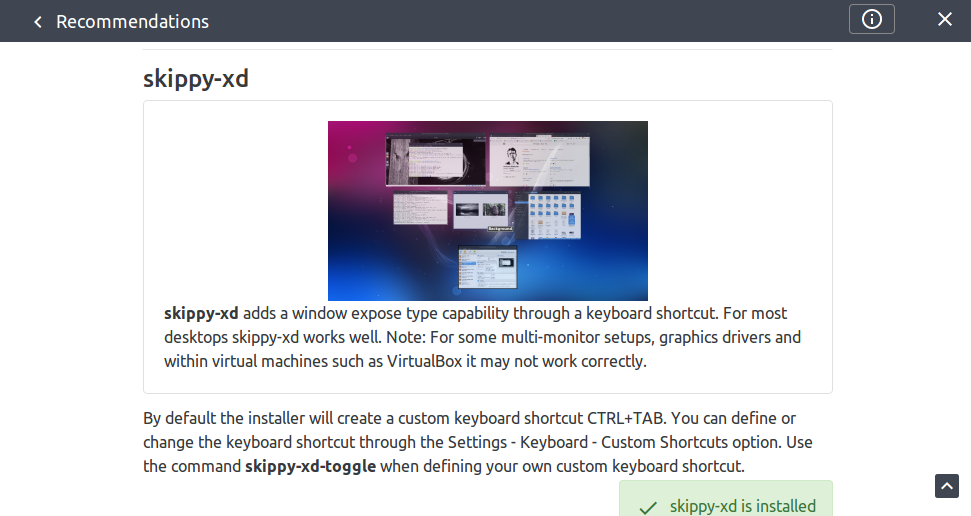 Recommendations
skippy-xd
Background
skippy-xd adds a window expose type capability through a keyboard shortcut. For most
desktops skippy-xd works well. Note: For some multi-monitor setups, graphics drivers and
within virtual machines such as VirtualBox it may not work correctly.
By default the installer will create a custom keyboard shortcut CTRL+TAB. You can define or
change the keyboard shortcut through the Settings - Keyboard - Custom Shortcuts option. Use
the command skippy-xd-toggle when defining your own custom keyboard shortcut.
skippy-xd is installed